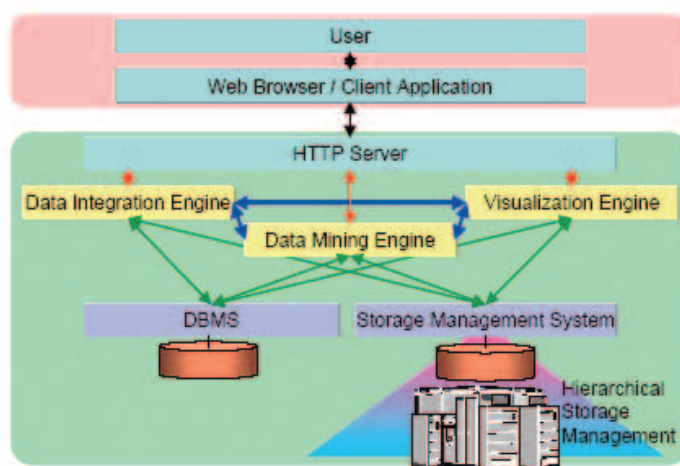 User
Web Browser / Client Application
HTTP Server
Data Integration Engine
Visualization Engine
Data Mining Engine
DBMS
Storage Management System
Hierarchical
Storage
Management